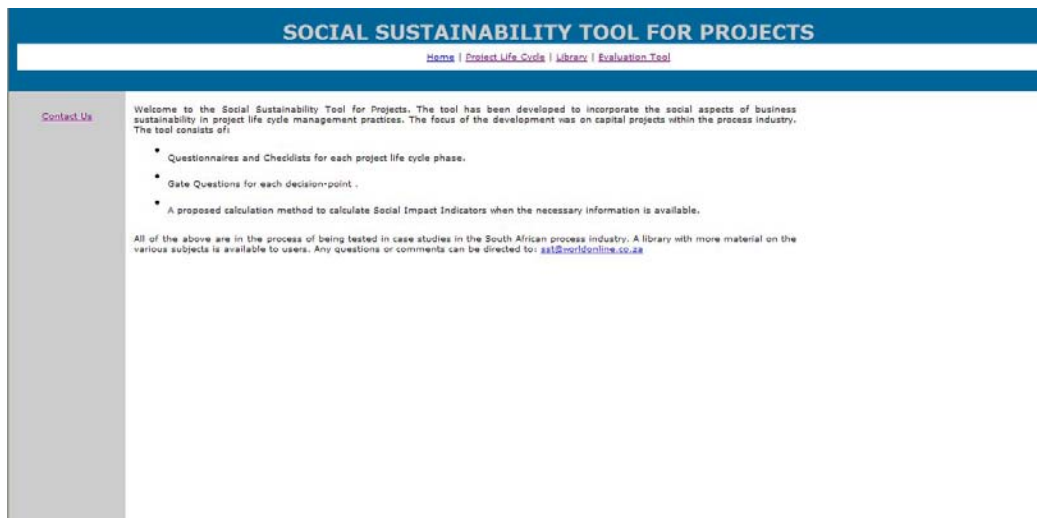 SOCIAL SUSTAINABILITY TOOL FOR PROJECTS
Home | Project Life Cycle | Library | Evaluation Tool
Contact Us
Welcome to the Social Sustainability Tool for Projects. The tool has been developed to incorporate the social aspects of business
sustainability in project life cycle management practices. The focus of the development was on capital projects within the process industry.
The tool consists of:
• Questionnaires and Checklists for each project life cycle phase.
• Gate Questions for each decision-point .
• A proposed calculation method to calculate Social Impact Indicators when the necessary information is available.
All of the above are in the process of being tested in case studies in the South African process industry. A library with more material on the
various subjects is available to users. Any questions or comments can be directed to: sst@worldonline.co.za